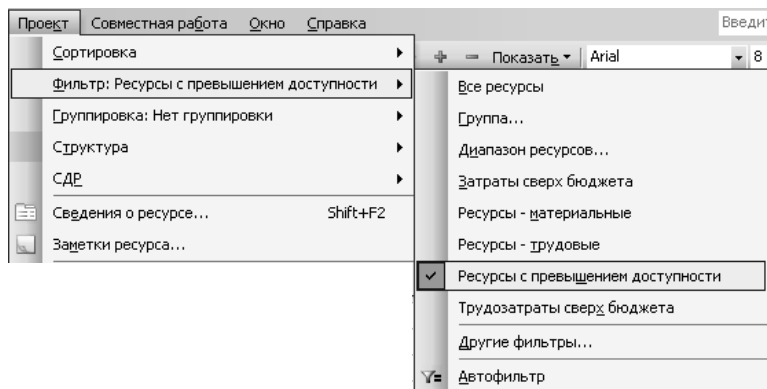 Проект Совместная работа Окно Справка
Введи
Сортировка
Показать Arial 8
Фильтр: Ресурсы с превышением доступности
Все ресурсы
Группировка: Нет группировки
Группа...
Структура
Диапазон ресурсов...
СДР
Затраты сверх бюджета
Сведения о ресурсе... Shift+F2
Ресурсы - материальные
Заметки ресурса...
Ресурсы - трудовые
Ресурсы с превышением доступности
Трудозатраты сверх бюджета
Другие фильтры...
Автофильтр